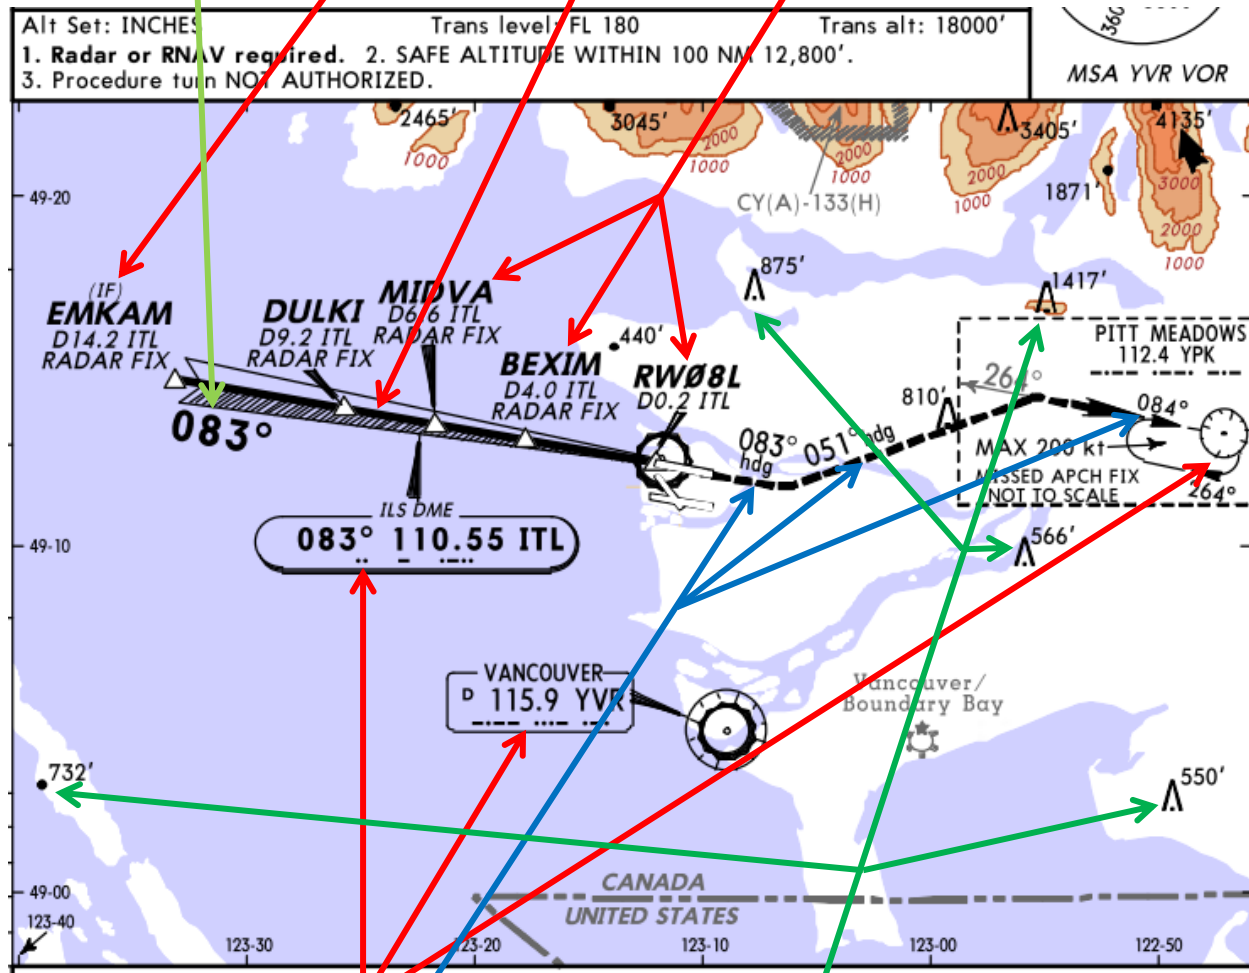 Alt Set: INCHES Trans level: FL 180 Trans alt: 18000'
1. Radar or RNAV required. 2. SAFE ALTITUDE WITHIN 100 NM 12,800'.
3. Procedure turn NOT AUTHORIZED.
360°
MSA YVR VOR
2465'
3045'
3405'
4135'
1000
2000
1000
2000
1000
2000
1000
3000
2000
1000
1871'
CY(A)-133(H)
49-20
875'
1417'
(IF)
EMKAM
D14.2 ITL
RADAR FIX
DULKI
D9.2 ITL
RADAR FIX
MIDVA
D6.6 ITL
RADAR FIX
440'
BEXIM
D4.0 ITL
RADAR FIX
RWØ8L
D0.2 ITL
PITT MEADOWS
112.4 YPK
264°
810'
084°
MAX 200 kt
MISSED APCH FIX
NOT TO SCALE
264°
083°
083°
hdg
051° hdg
ILS DME
083° 110.55 ITL
49-10
566'
VANCOUVER
D 115.9 YVR
Vancouver/
Boundary Bay
732'
550'
49-00
CANADA
UNITED STATES
123-40
123-30
123-20
123-10
123-00
122-50